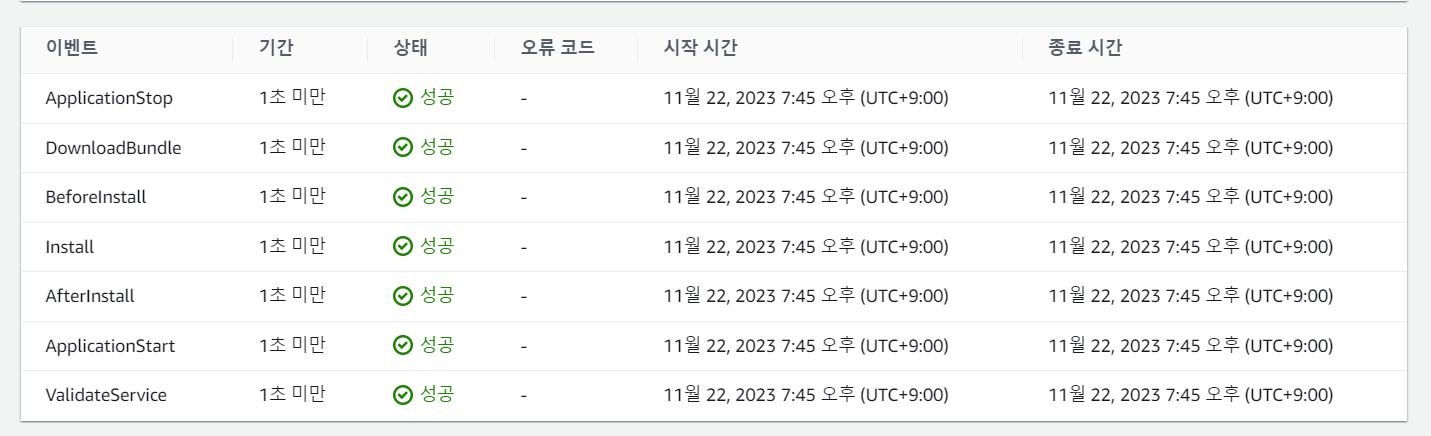 이벤트 기간 상태 오류 코드 시작 시간 종료 시간
ApplicationStop 1초 미만 성공 - 11월 22, 2023 7:45 오후 (UTC+9:00) 11월 22, 2023 7:45 오후 (UTC+9:00)
DownloadBundle 1초 미만 성공 - 11월 22, 2023 7:45 오후 (UTC+9:00) 11월 22, 2023 7:45 오후 (UTC+9:00)
BeforeInstall 1초 미만 성공 - 11월 22, 2023 7:45 오후 (UTC+9:00) 11월 22, 2023 7:45 오후 (UTC+9:00)
Install 1초 미만 성공 - 11월 22, 2023 7:45 오후 (UTC+9:00) 11월 22, 2023 7:45 오후 (UTC+9:00)
AfterInstall 1초 미만 성공 - 11월 22, 2023 7:45 오후 (UTC+9:00) 11월 22, 2023 7:45 오후 (UTC+9:00)
ApplicationStart 1초 미만 성공 - 11월 22, 2023 7:45 오후 (UTC+9:00) 11월 22, 2023 7:45 오후 (UTC+9:00)
ValidateService 1초 미만 성공 - 11월 22, 2023 7:45 오후 (UTC+9:00) 11월 22, 2023 7:45 오후 (UTC+9:00)